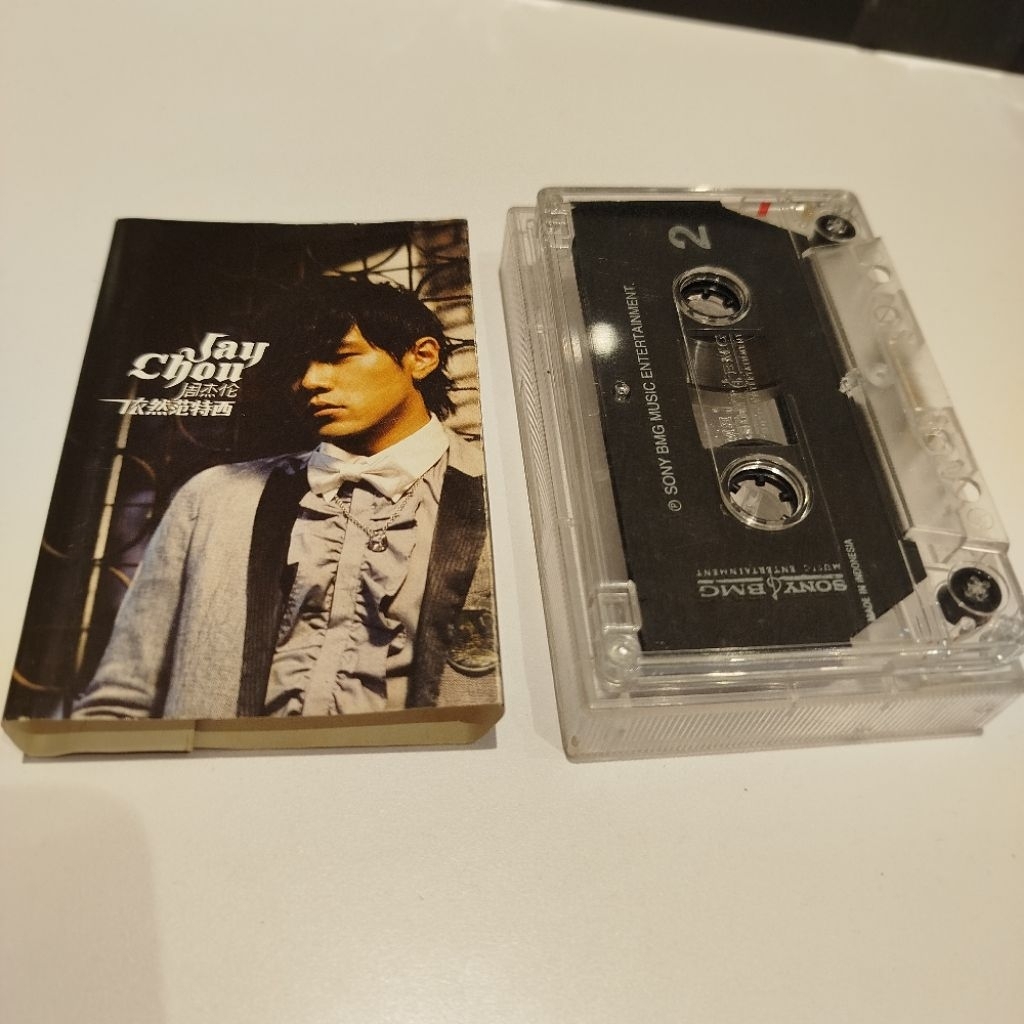 Jay
Chou
周杰伦
依然范特西
2
℗ SONY BMG MUSIC ENTERTAINMENT.
SONY BMG
MUSIC ENTERTAINMENT
MADE IN INDONESIA